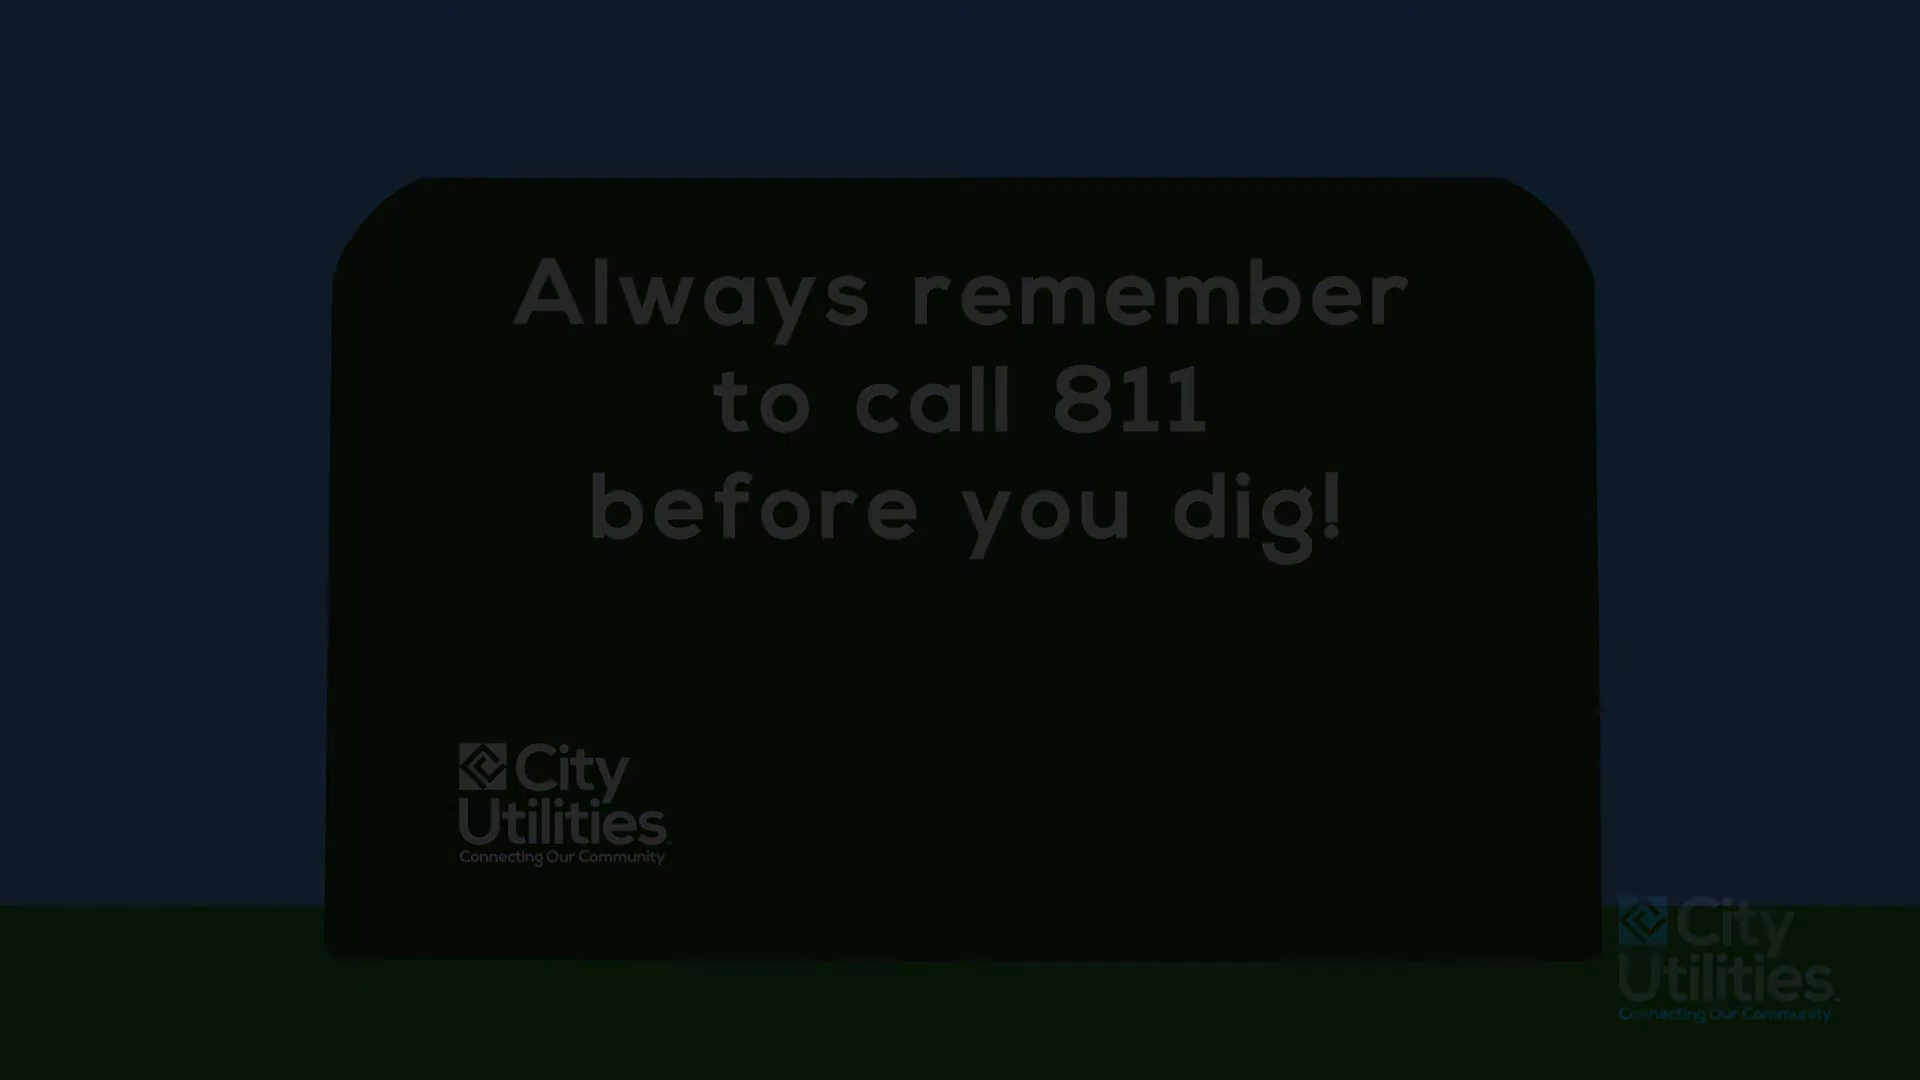 Always remember
to call 811
before you dig!
City
Utilities
Connecting Our Community
City
Utilities
Connecting Our Community